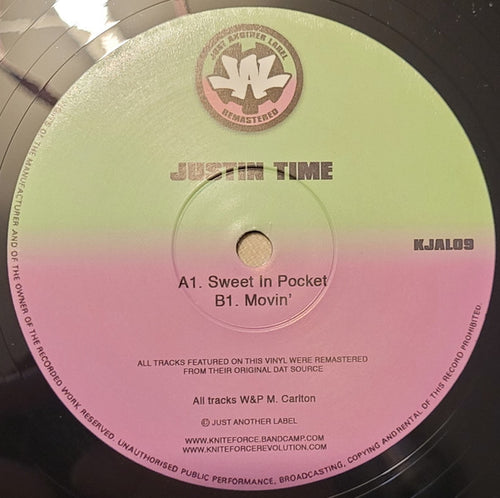 JUST ANOTHER LABEL
JAL
REMASTERED
JUSTIN TIME
KJAL09
A1. Sweet in Pocket
B1. Movin'
ALL TRACKS FEATURED ON THIS VINYL WERE REMASTERED
FROM THEIR ORIGINAL DAT SOURCE
All tracks W&P M. Carlton
© JUST ANOTHER LABEL
WWW.KNITEFORCE.BANDCAMP.COM
WWW.KNITEFORCEREVOLUTION.COM
OF THE MANUFACTURER AND OF THE OWNER OF THE RECORDED WORK RESERVED. UNAUTHORISED PUBLIC PERFORMANCE, BROADCASTING, COPYING AND RENTAL OF THIS RECORD PROHIBITED.